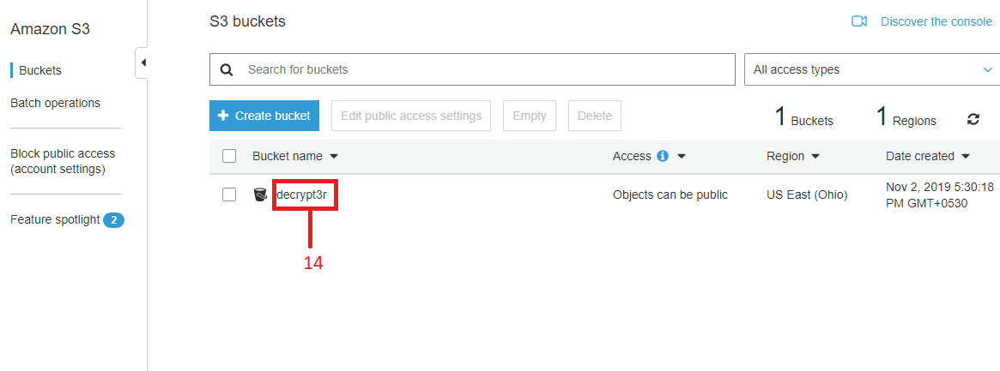 Amazon S3
Buckets
Batch operations
Block public access
(account settings)
Feature spotlight 2
S3 buckets
Discover the console
Search for buckets
All access types
Create bucket
Edit public access settings
Empty
Delete
1 Buckets
1 Regions
Bucket name
Access
Region
Date created
decrypt3r
Objects can be public
US East (Ohio)
Nov 2, 2019 5:30:18
PM GMT+0530
14